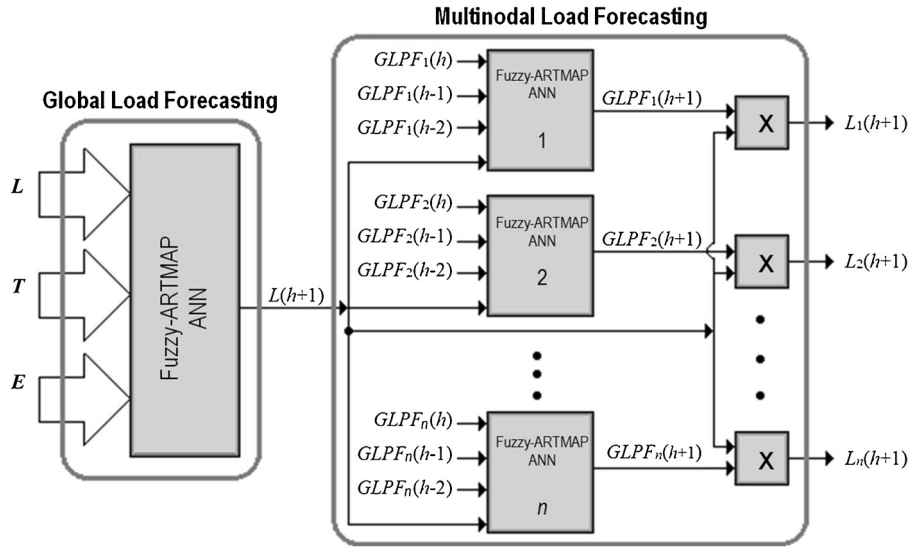 Multinodal Load Forecasting
Global Load Forecasting
L
T
E
Fuzzy-ARTMAP
ANN
L(h+1)
GLPF1(h)
GLPF1(h-1)
GLPF1(h-2)
Fuzzy-ARTMAP
ANN
1
GLPF1(h+1)
X
L1(h+1)
GLPF2(h)
GLPF2(h-1)
GLPF2(h-2)
Fuzzy-ARTMAP
ANN
2
GLPF2(h+1)
X
L2(h+1)
GLPFn(h)
GLPFn(h-1)
GLPFn(h-2)
Fuzzy-ARTMAP
ANN
n
GLPFn(h+1)
X
Ln(h+1)